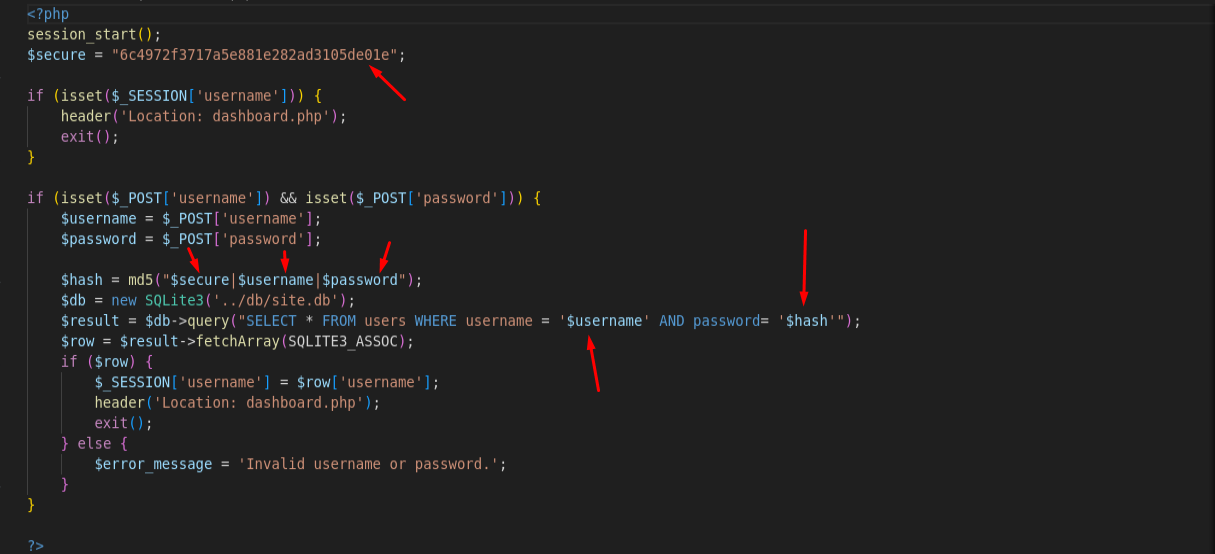 <?php
session_start();
$secure = "6c4972f3717a5e881e282ad3105de01e";
if (isset($_SESSION['username'])) {
header('Location: dashboard.php');
exit();
}
if (isset($_POST['username']) && isset($_POST['password'])) {
$username = $_POST['username'];
$password = $_POST['password'];
$hash = md5("$secure|$username|$password");
$db = new SQLite3('../db/site.db');
$result = $db->query("SELECT * FROM users WHERE username = '$username' AND password= '$hash'");
$row = $result->fetchArray(SQLITE3_ASSOC);
if ($row) {
$_SESSION['username'] = $row['username'];
header('Location: dashboard.php');
exit();
} else {
$error_message = 'Invalid username or password.';
}
}
?>